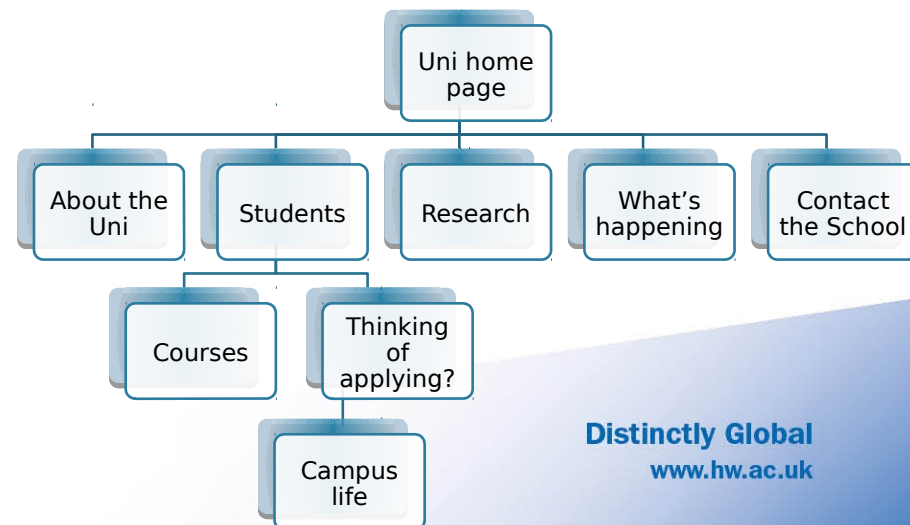 Uni home
page
About the
Uni
Students
Research
What's
happening
Contact
the School
Courses
Thinking
of
applying?
Campus
life
Distinctly Global
www.hw.ac.uk